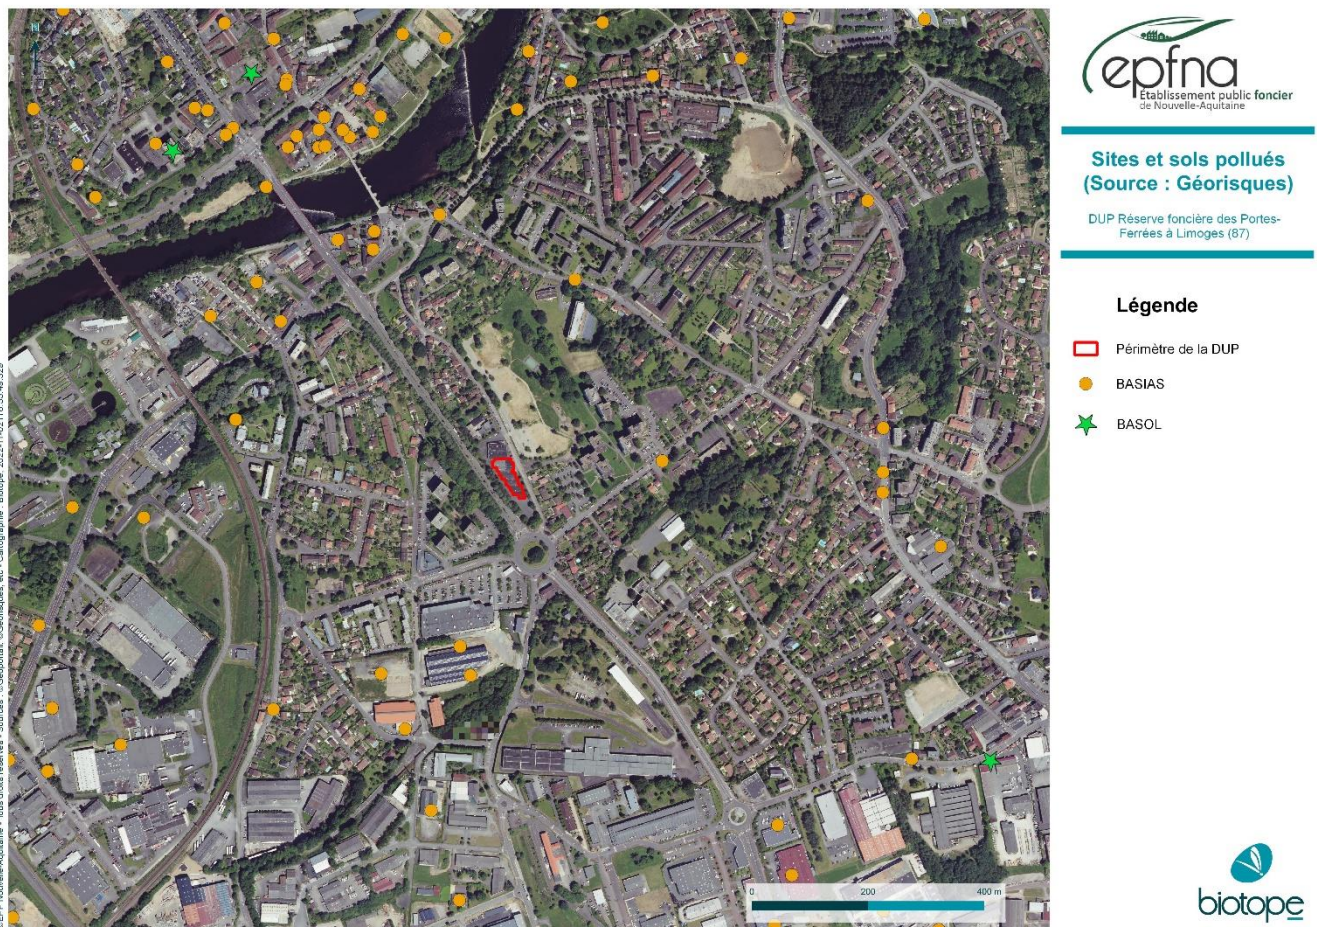 N
epfna
Établissement public foncier
de Nouvelle-Aquitaine
Sites et sols pollués
(Source : Géorisques)
DUP Réserve foncière des Portes-
Ferrées à Limoges (87)
Légende
Périmètre de la DUP
BASIAS
BASOL
0 200 400 m
biotope